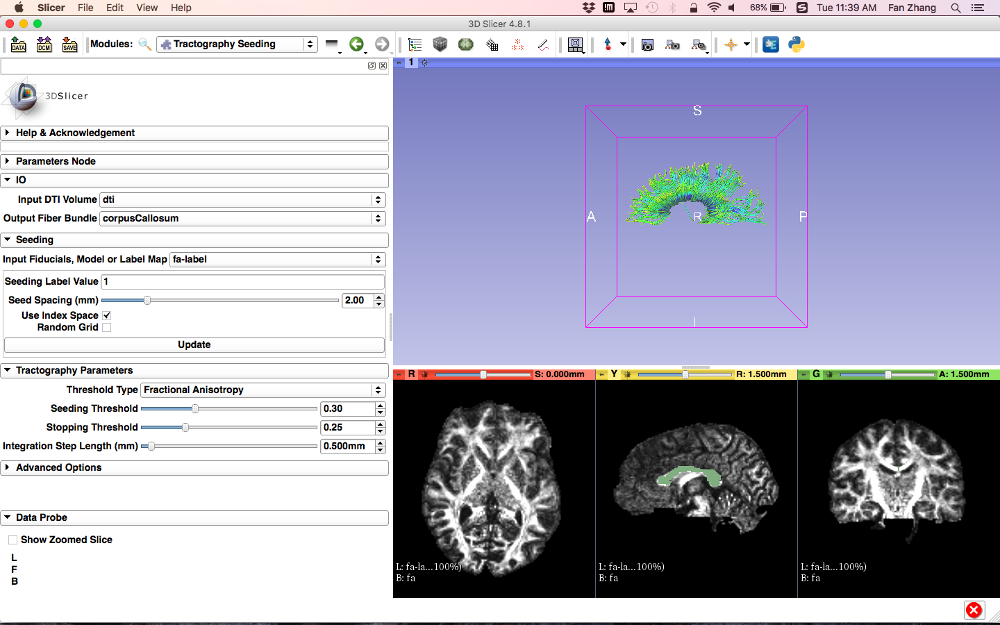 Slicer File Edit View Help 68% Tue 11:39 AM Fan Zhang
3D Slicer 4.8.1
DATA DCM SAVE Modules: Tractography Seeding
1
3DSlicer
Help & Acknowledgement
Parameters Node
IO
Input DTI Volume dti
Output Fiber Bundle corpusCallosum
Seeding
Input Fiducials, Model or Label Map fa-label
Seeding Label Value 1
Seed Spacing (mm) 2.00
Use Index Space
Random Grid
Update
Tractography Parameters
Threshold Type Fractional Anisotropy
Seeding Threshold 0.30
Stopping Threshold 0.25
Integration Step Length (mm) 0.500mm
Advanced Options
Data Probe
Show Zoomed Slice
L
F
B
S
A R P
I
R S: 0.000mm Y R: 1.500mm G A: 1.500mm
L: fa-la...100%) L: fa-la...100%) L: fa-la...100%)
B: fa B: fa B: fa